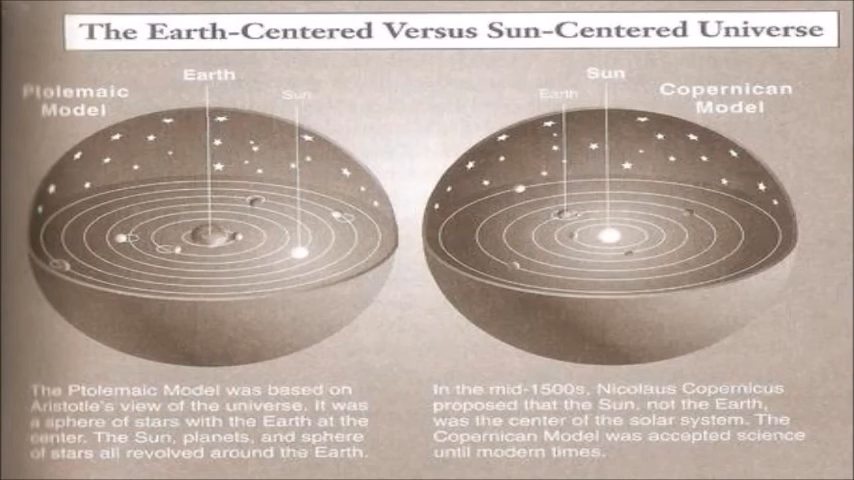 The Earth-Centered Versus Sun-Centered Universe
Ptolemaic
Model
Earth
Sun
Sun
Earth
Copernican
Model
The Ptolemaic Model was based on
Aristotle's view of the universe. It was
a sphere of stars with the Earth at the
center. The Sun, planets, and sphere
of stars all revolved around the Earth.
In the mid-1500s, Nicolaus Copernicus
proposed that the Sun, not the Earth,
was the center of the solar system. The
Copernican Model was accepted science
until modern times.